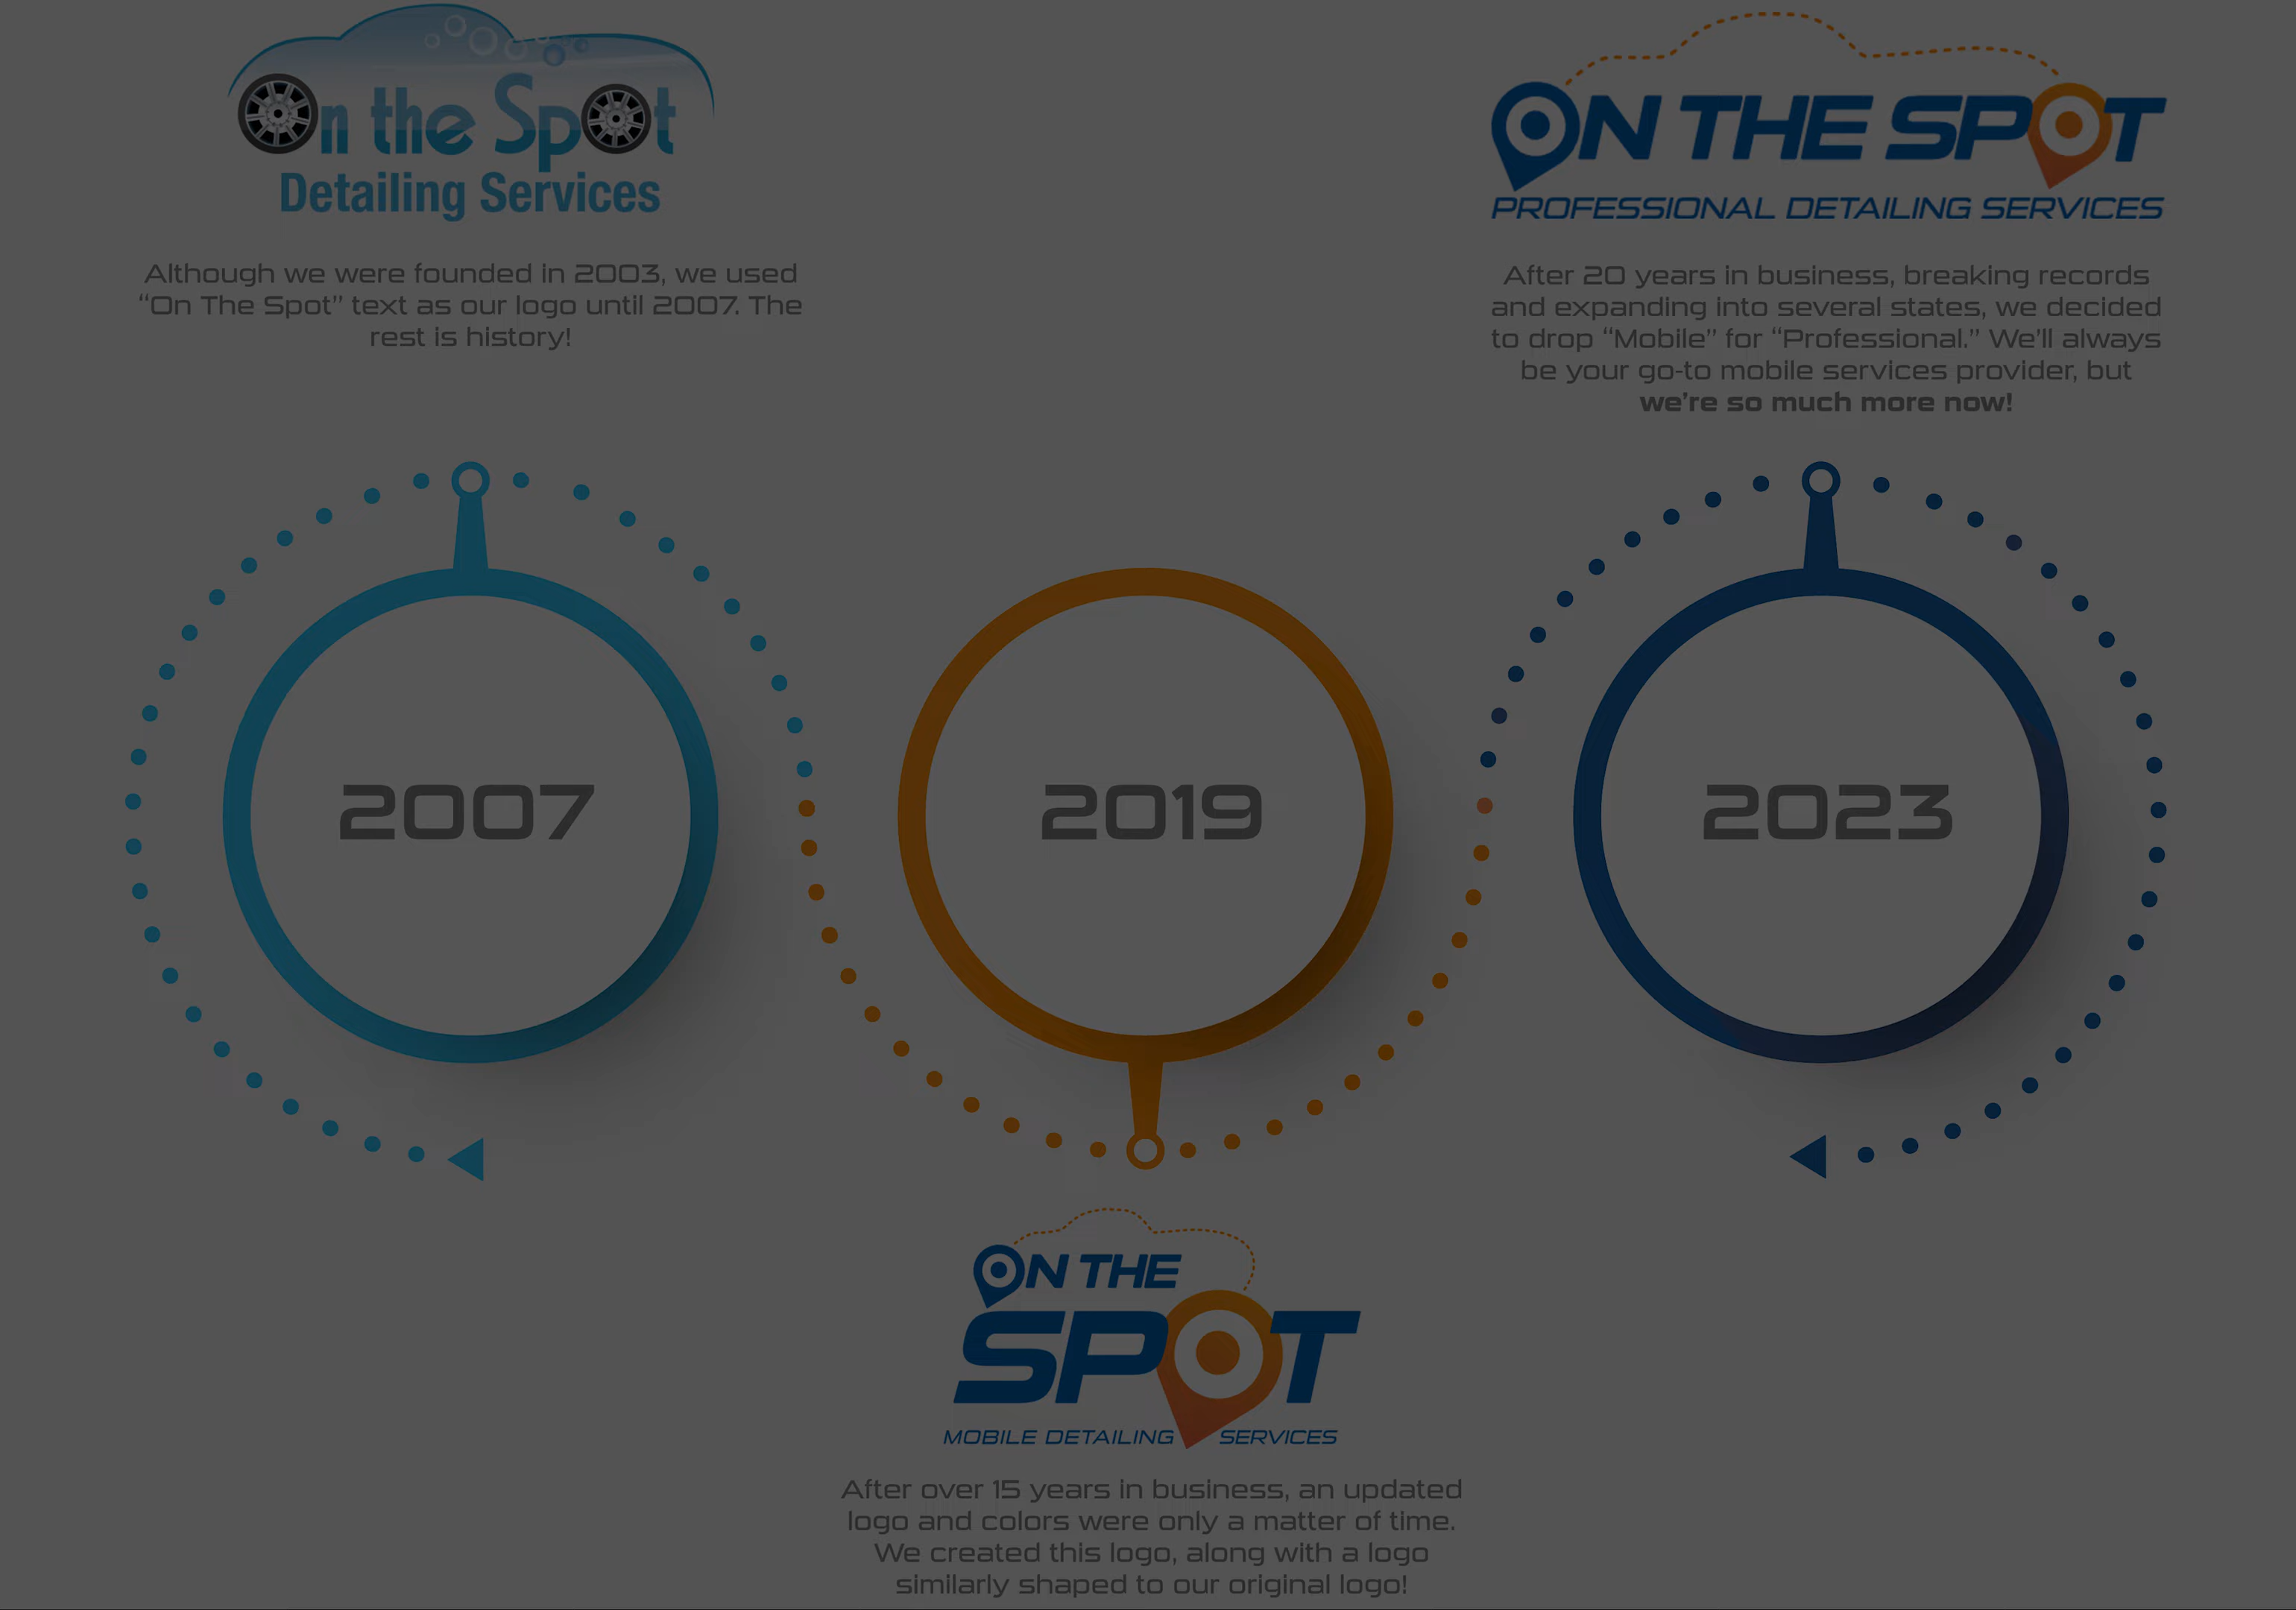 On the Spot
Detailing Services
Although we were founded in 2003, we used
“On The Spot” text as our logo until 2007. The
rest is history!
ON THE SPOT
PROFESSIONAL DETAILING SERVICES
After 20 years in business, breaking records
and expanding into several states, we decided
to drop “Mobile” for “Professional.” We’ll always
be your go-to mobile services provider, but
we’re so much more now!
2007
2019
2023
ON THE
SPOT
MOBILE DETAILING SERVICES
After over 15 years in business, an updated
logo and colors were only a matter of time.
We created this logo, along with a logo
similarly shaped to our original logo!